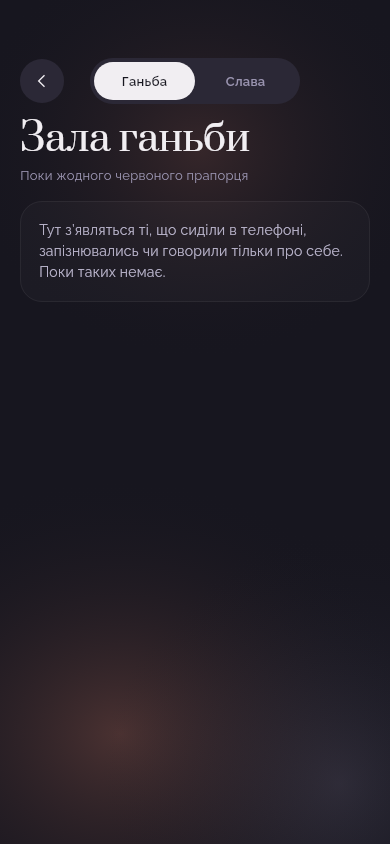 Ганьба
Слава
Зала ганьби
Поки жодного червоного прапорця
Тут з'являться ті, що сиділи в телефоні,
запізнювались чи говорили тільки про себе.
Поки таких немає.